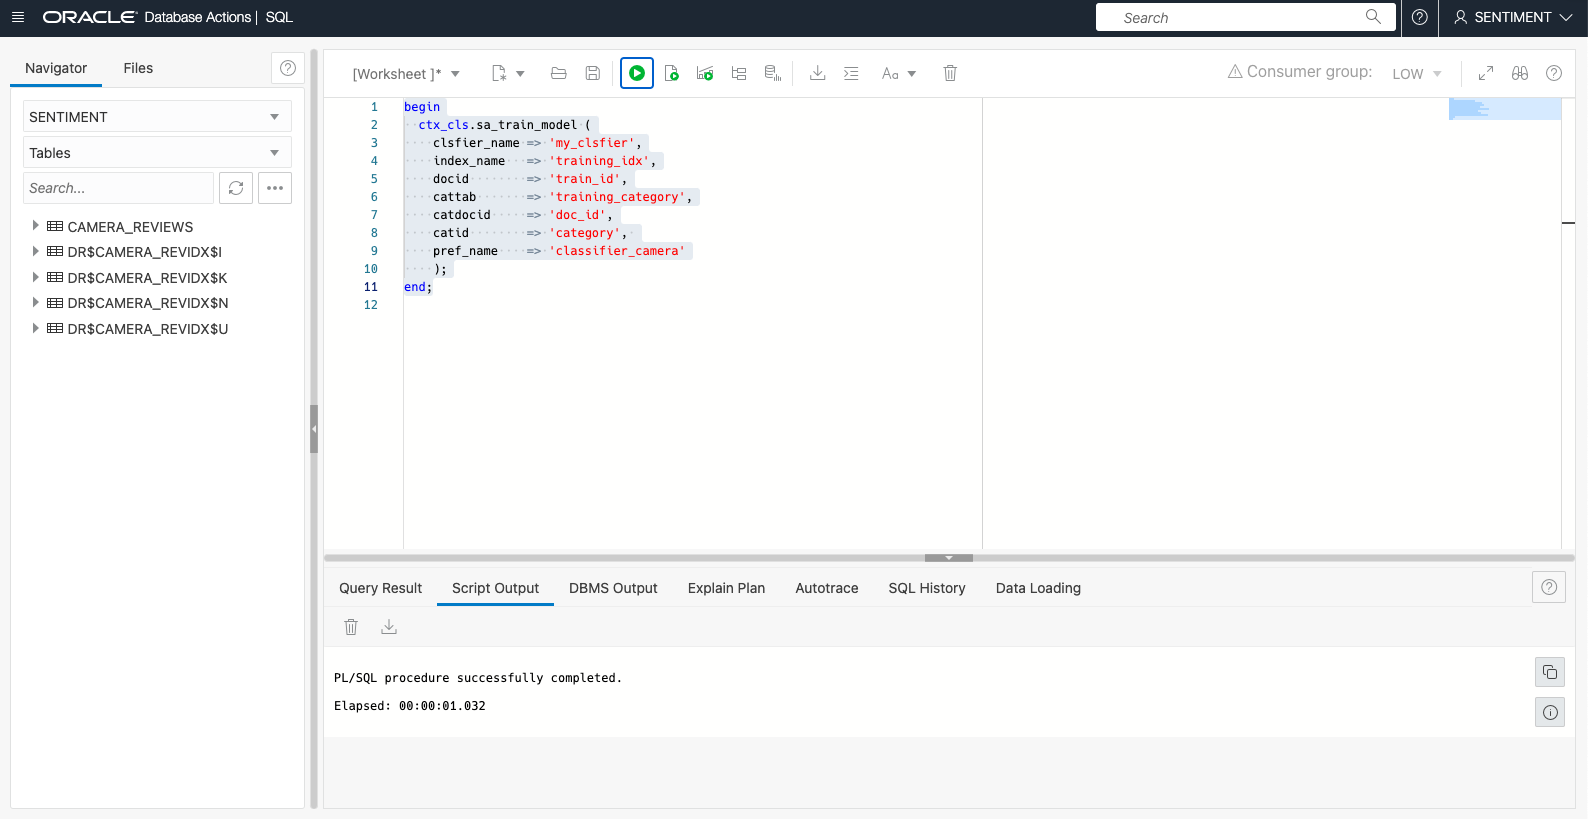 ORACLE Database Actions | SQL
Search
SENTIMENT
Navigator
Files
SENTIMENT
Tables
Search...
CAMERA_REVIEWS
DR$CAMERA_REVIDX$I
DR$CAMERA_REVIDX$K
DR$CAMERA_REVIDX$N
DR$CAMERA_REVIDX$U
[Worksheet ]*
Aa
Consumer group: LOW
1 begin
2 ctx_cls.sa_train_model (
3 clsfier_name => 'my_clsfier',
4 index_name => 'training_idx',
5 docid => 'train_id',
6 cattab => 'training_category',
7 catdocid => 'doc_id',
8 catid => 'category',
9 pref_name => 'classifier_camera'
10 );
11 end;
12
Query Result Script Output DBMS Output Explain Plan Autotrace SQL History Data Loading
PL/SQL procedure successfully completed.
Elapsed: 00:00:01.032